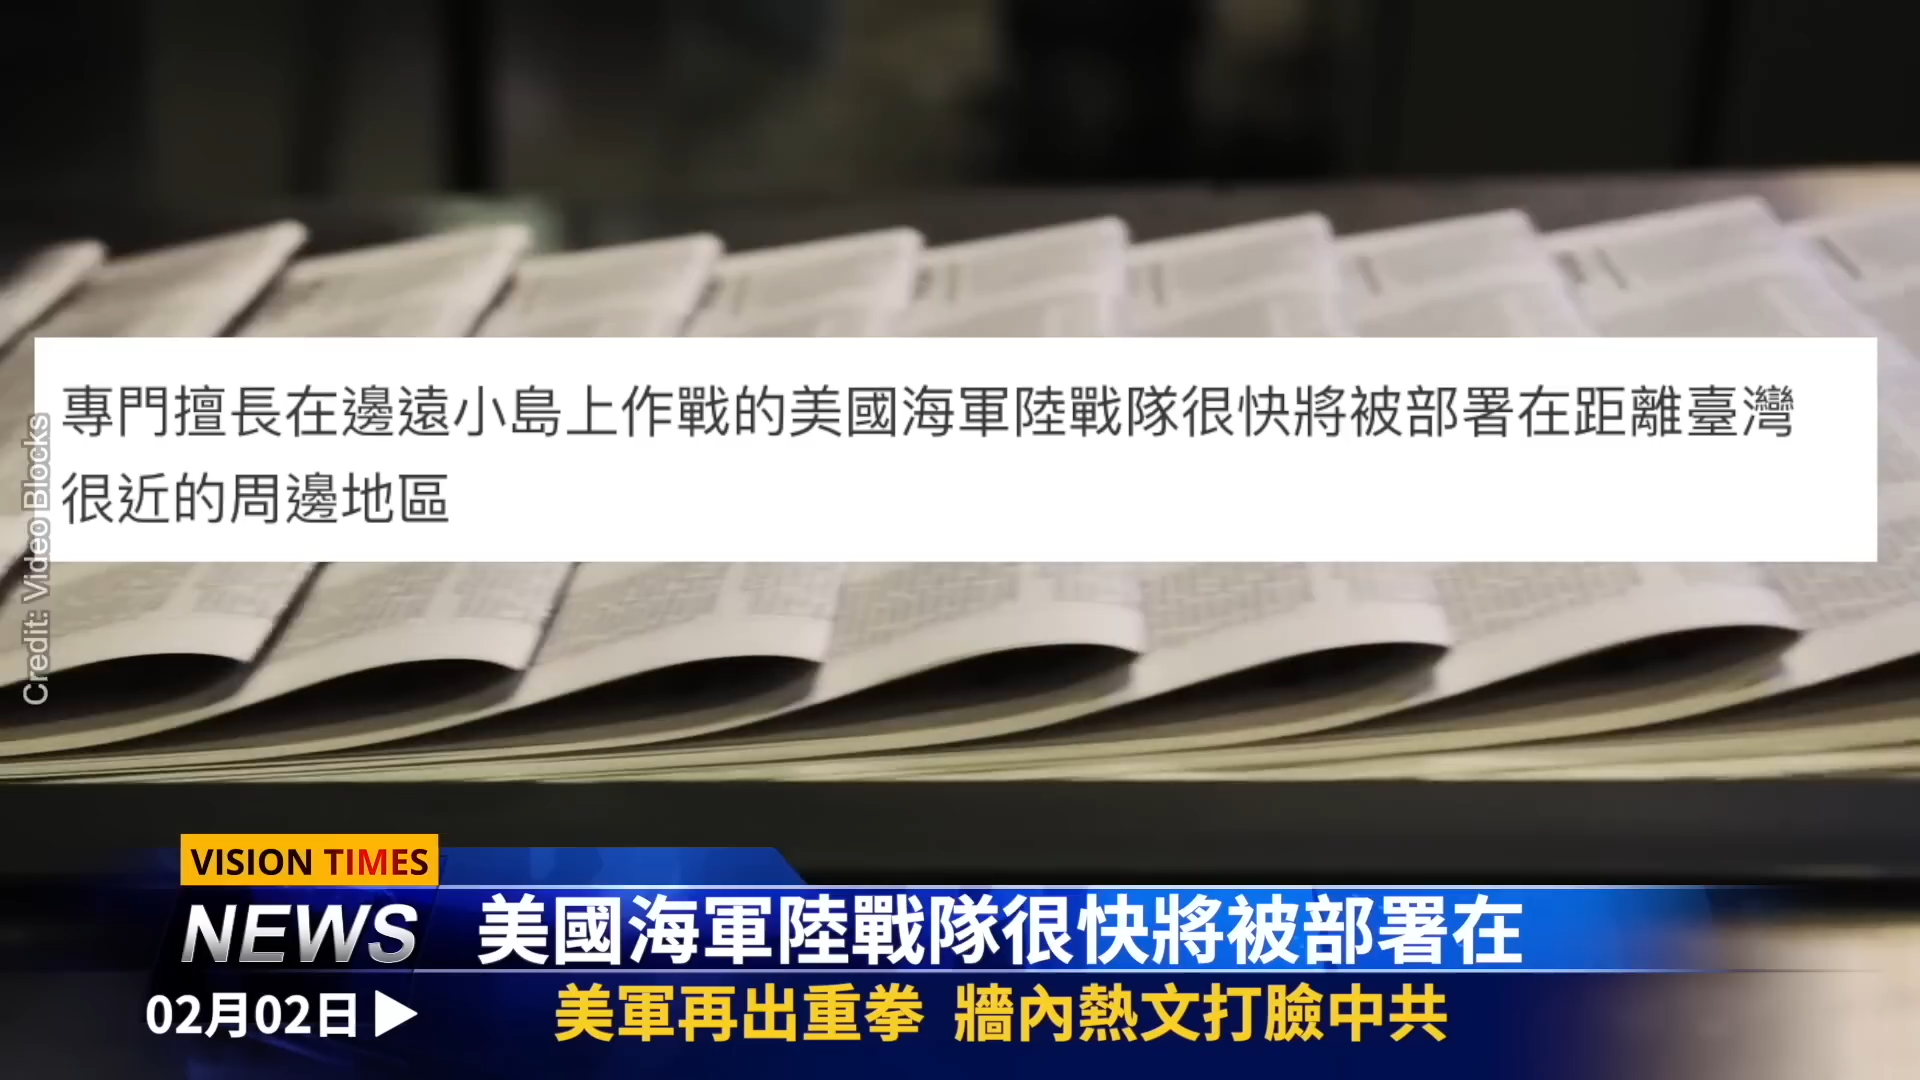 專門擅長在邊遠小島上作戰的美國海軍陸戰隊很快將被部署在距離臺灣
很近的周邊地區
Credit: Video Blocks
VISION TIMES
NEWS
美國海軍陸戰隊很快將被部署在
02月02日
美軍再出重拳 牆內熱文打臉中共